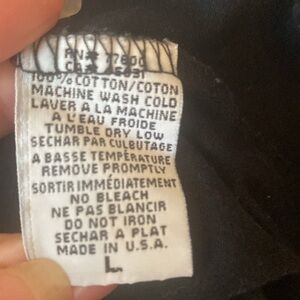 100% COTTON/COTON
MACHINE WASH COLD
LAVER A LA MACHINE
A L'EAU FROIDE
TUMBLE DRY LOW
SECHAR PAR CULBUTAGE
A BASSE TEMPÉRATURE
REMOVE PROMPTLY
SORTIR IMMÉDIATEMENT
NO BLEACH
NE PAS BLANCIR
DO NOT IRON
SECHAR A PLAT
MADE IN U.S.A.
L